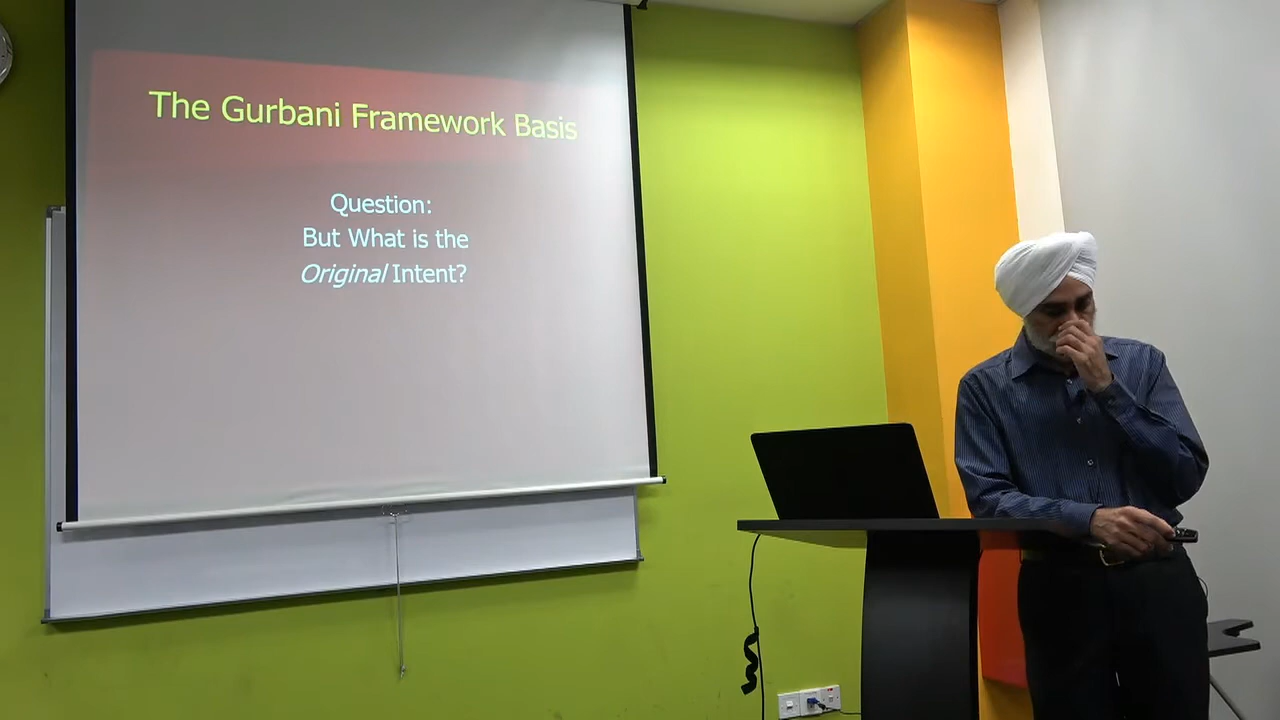 The Gurbani Framework Basis
Question:
But What is the
Original Intent?